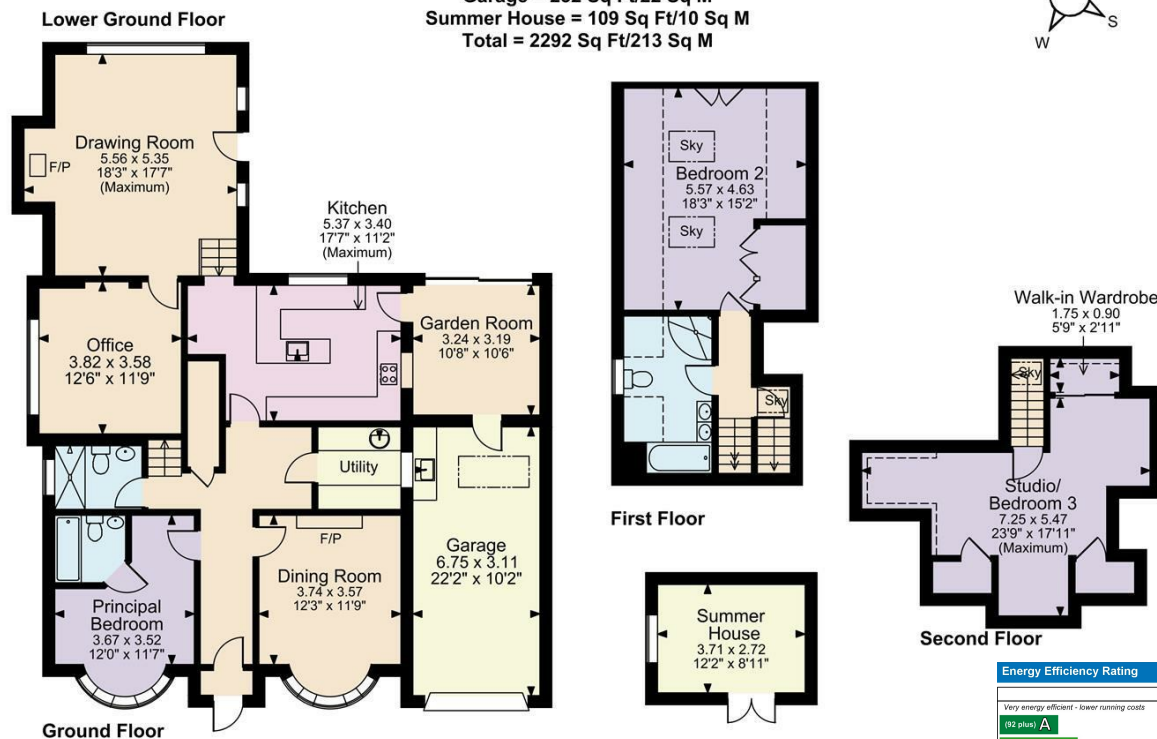 Lower Ground Floor
Summer House = 109 Sq Ft/10 Sq M
Total = 2292 Sq Ft/213 Sq M
W
S
Drawing Room
5.56 x 5.35
18'3" x 17'7"
(Maximum)
F/P
Kitchen
5.37 x 3.40
17'7" x 11'2"
(Maximum)
Office
3.82 x 3.58
12'6" x 11'9"
Garden Room
3.24 x 3.19
10'8" x 10'6"
Utility
F/P
Dining Room
3.74 x 3.57
12'3" x 11'9"
Garage
6.75 x 3.11
22'2" x 10'2"
Principal
Bedroom
3.67 x 3.52
12'0" x 11'7"
Ground Floor
Sky
Bedroom 2
5.57 x 4.63
18'3" x 15'2"
Sky
Sky
First Floor
Summer
House
3.71 x 2.72
12'2" x 8'11"
Walk-in Wardrobe
1.75 x 0.90
5'9" x 2'11"
Sky
Studio/
Bedroom 3
7.25 x 5.47
23'9" x 17'11"
(Maximum)
Second Floor
Energy Efficiency Rating
Very energy efficient - lower running costs
(92 plus) A